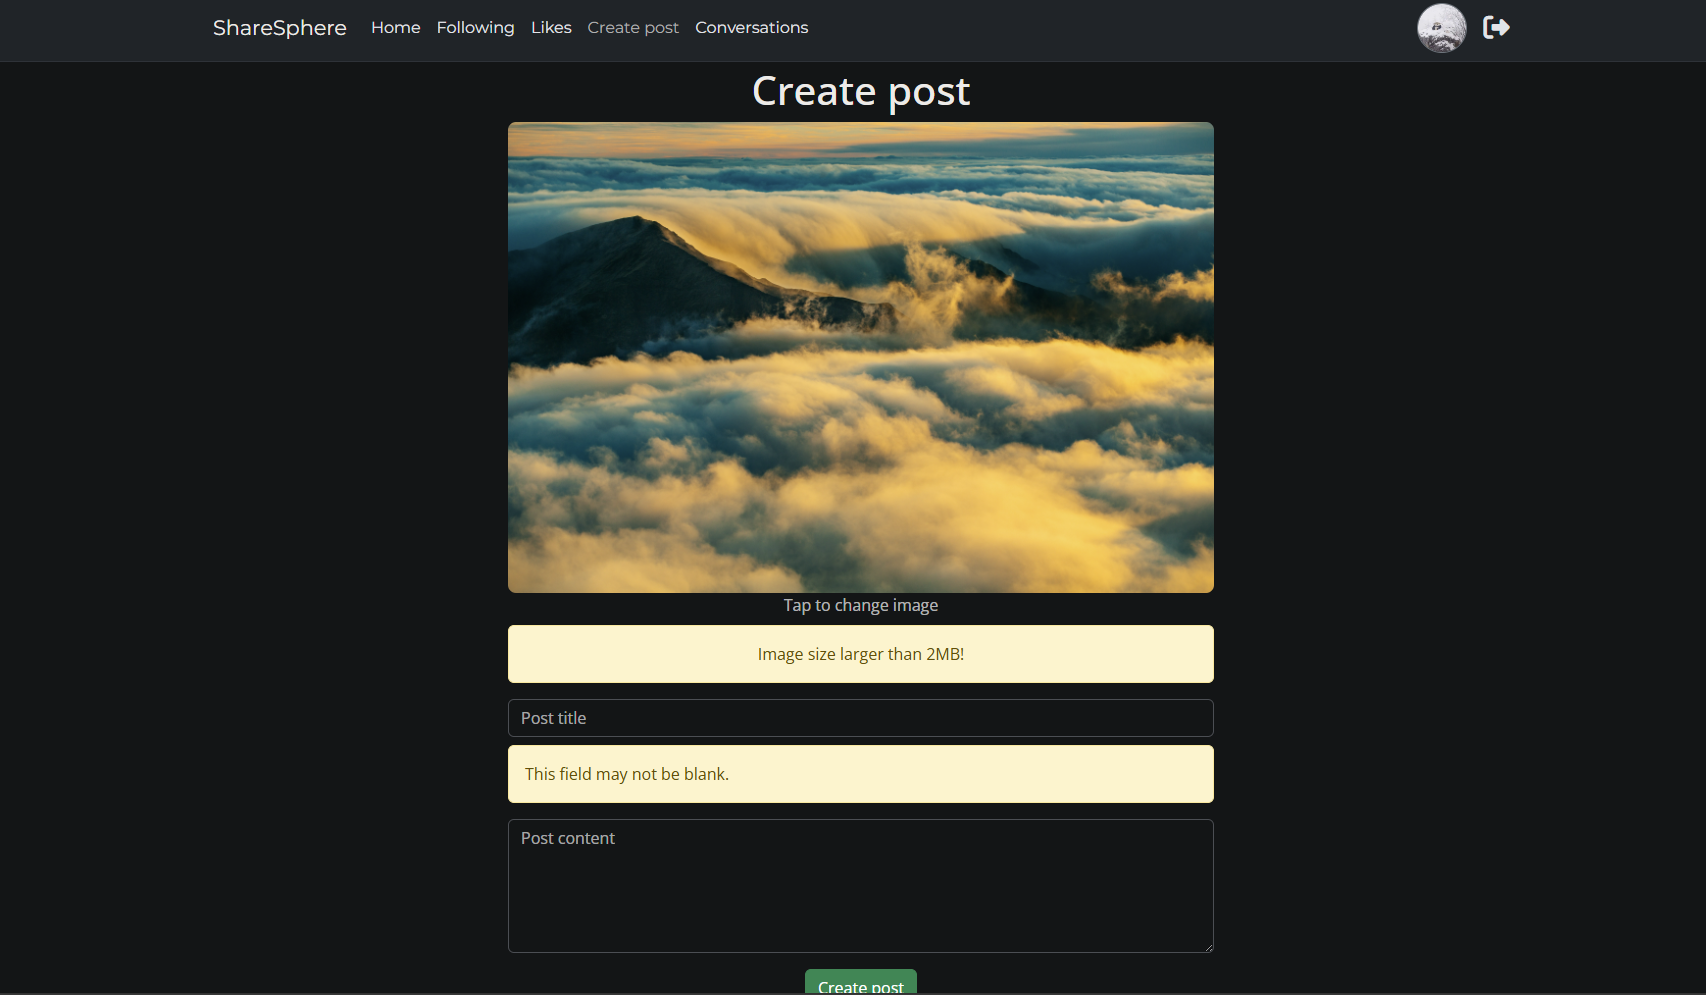 ShareSphere Home Following Likes Create post Conversations
Create post
Tap to change image
Image size larger than 2MB!
Post title
This field may not be blank.
Post content
Create post